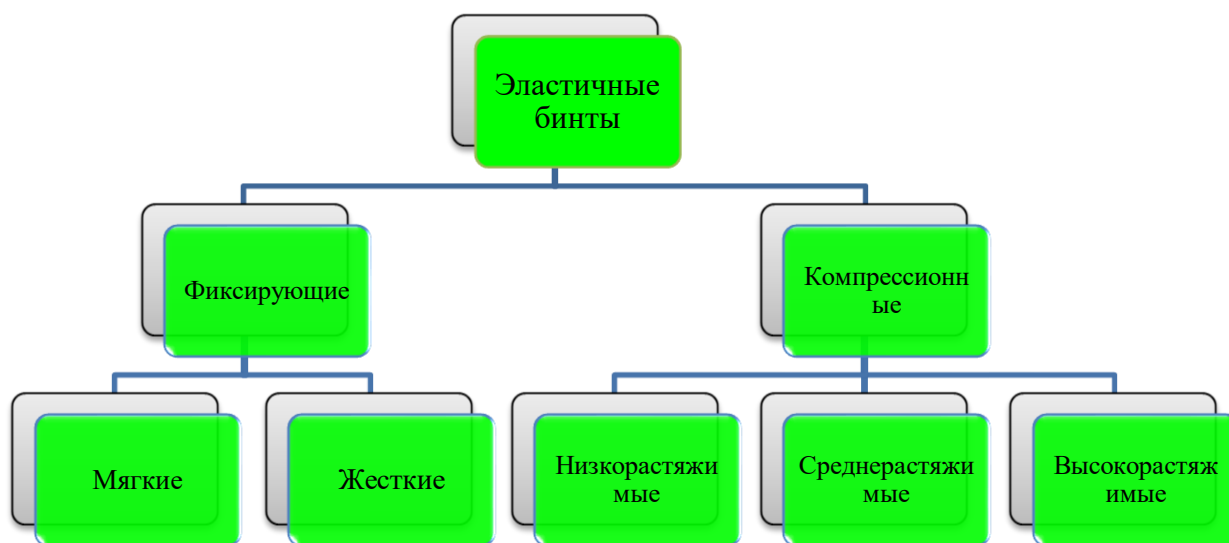 Эластичные
бинты
Фиксирующие
Компрессионн
ые
Мягкие
Жесткие
Низкорастяжи
мые
Среднерастяжи
мые
Высокорастяж
имые